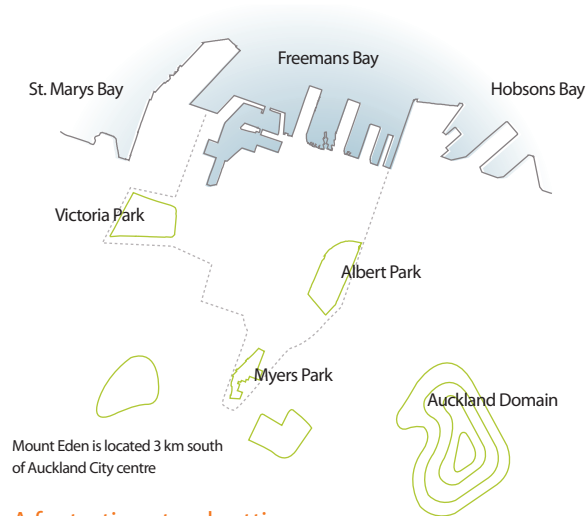 Freemans Bay
St. Marys Bay
Hobsons Bay
Victoria Park
Albert Park
Myers Park
Auckland Domain
Mount Eden is located 3 km south
of Auckland City centre